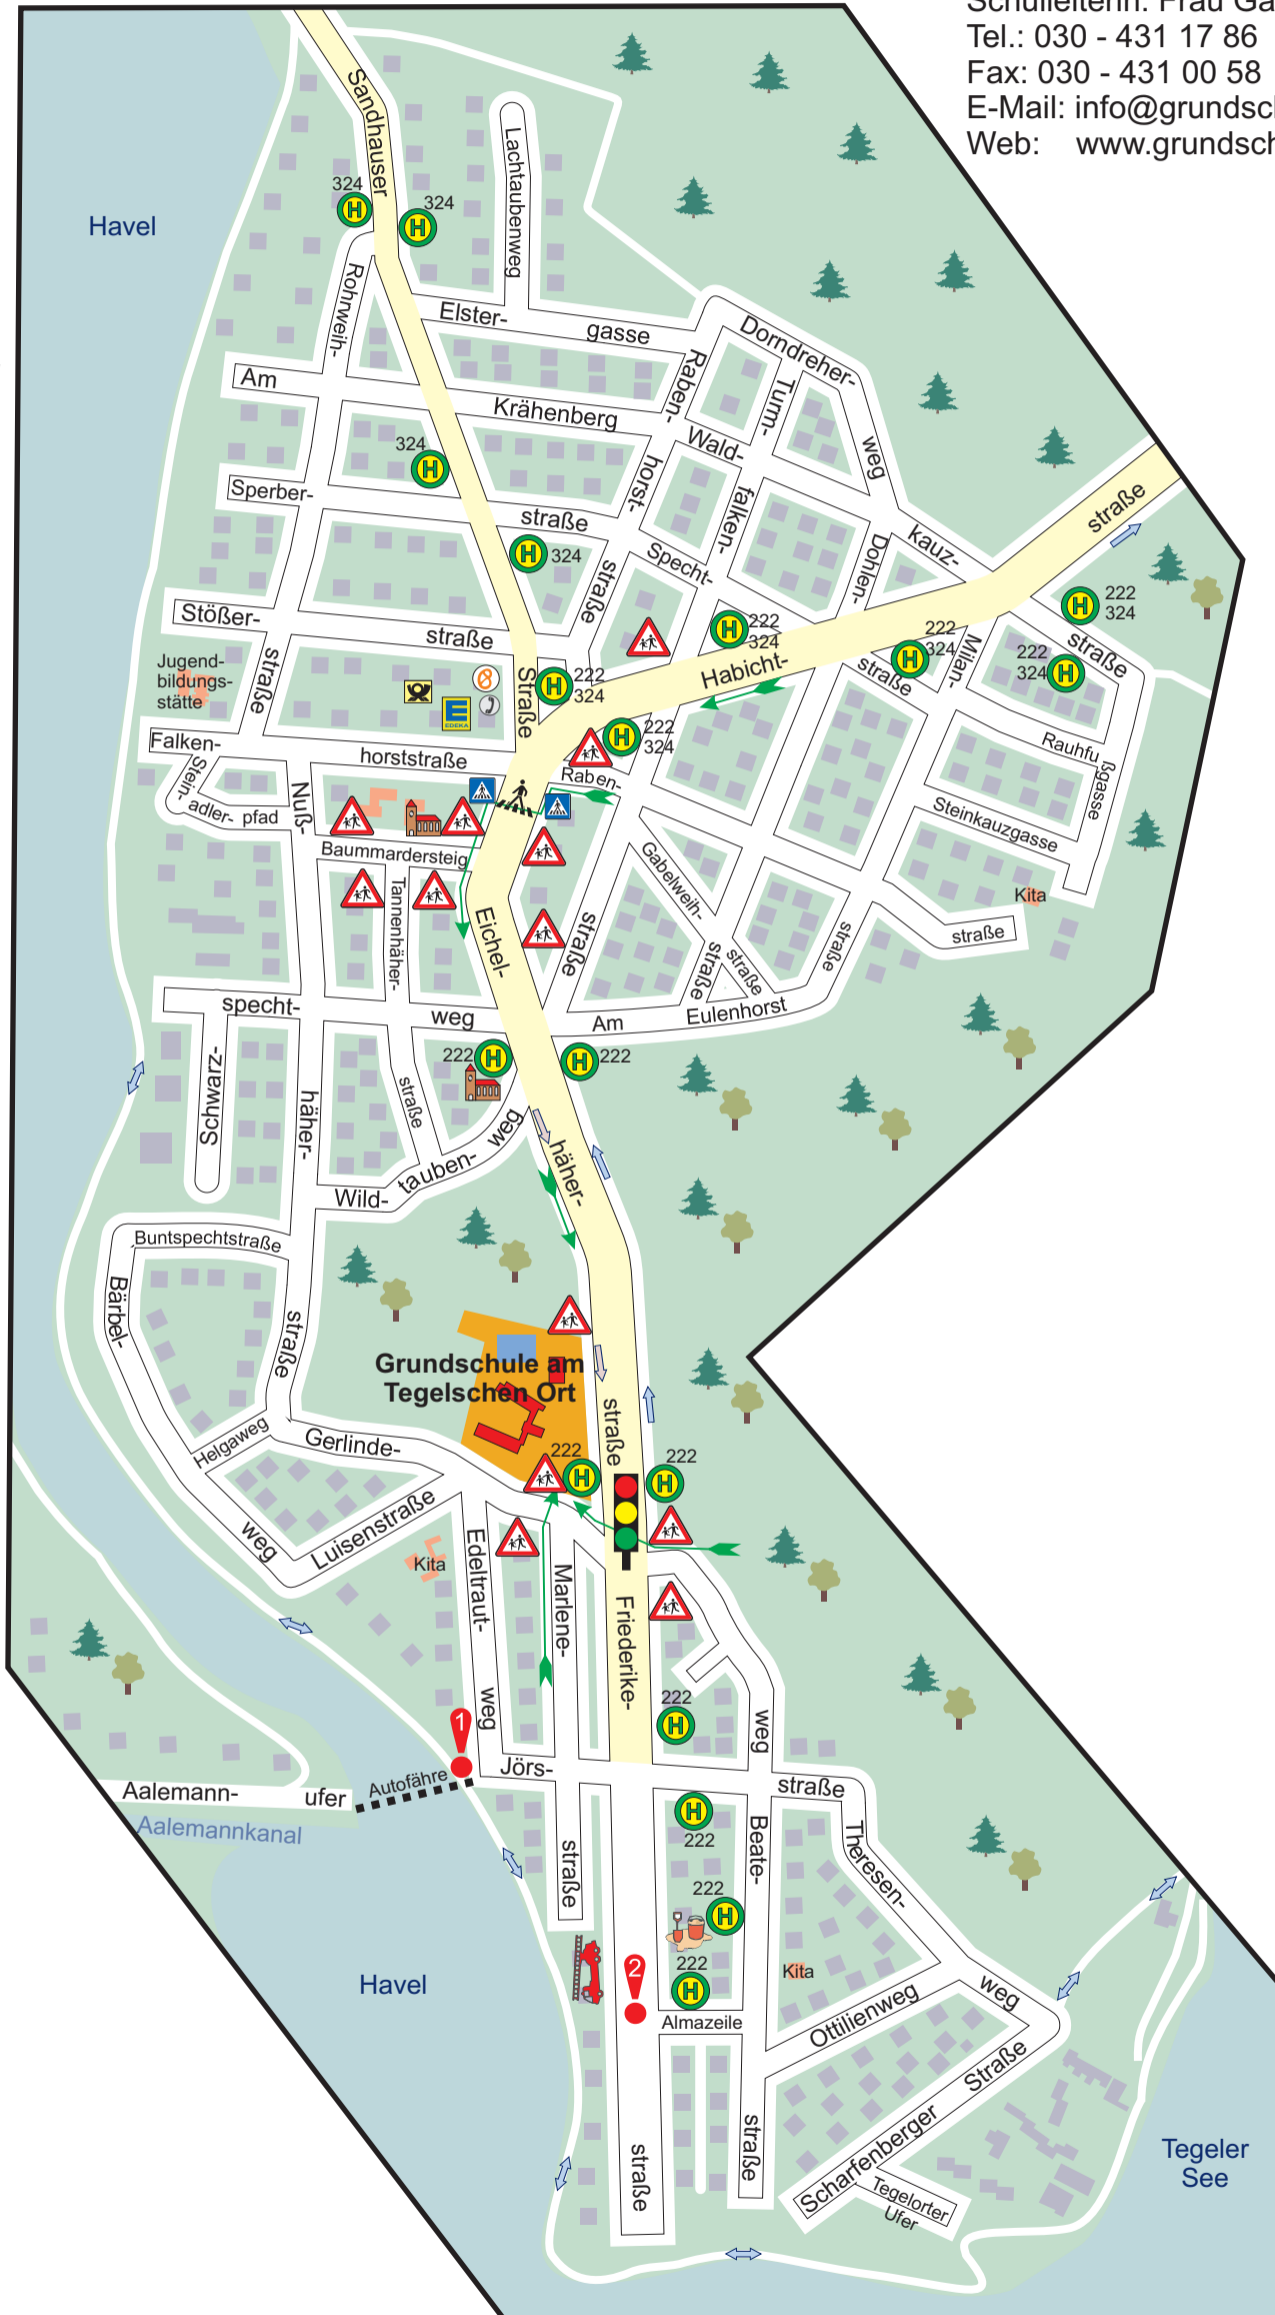 Schulleiterin: Frau Ga
Tel.: 030 - 431 17 86
Fax: 030 - 431 00 58
E-Mail: info@grundscl
Web: www.grundsch
Sandhauser
Lachtaubenweg
324
324
Havel
Rohrweih-
Elster-
gasse
Dorndreher-
Am
Krähenberg
Raben-
Turm-
Wald-
weg
324
horst-
falken-
Sperber-
straße
straße
kauz-
324
Specht-
Dohlen-
straße
222
324
Stößer-
straße
222
324
222
324
straße
Milan-
Jugend-
bildungs-
stätte
straße
Straße
222
324
Habicht-
straße
222
324
EDEKA
222
324
Falken-
horststraße
Raben-
Rauhfu
ßgasse
Stein-
adler-
pfad
Nuß-
Steinkauzgasse
Baummardersteig
Gabelweih-
straße
Tannenhäher-
Kita
Eichel-
straße
straße
straße
straße
straße
specht-
weg
Am
Eulenhorst
222
222
Schwarz-
häher-
straße
weg
häher-
Wild-
tauben-
Buntspechtstraße
Bärbel-
straße
Grundschule am
Tegelschen Ort
straße
Helgaweg
Gerlinde-
222
222
weg
Luisenstraße
Kita
Edeltraut-
Marlene-
Friederike-
weg
222
weg
1
Jörs-
straße
Autofähre
Aalemann-
ufer
Aalemannkanal
222
straße
Beate-
Theresen-
222
Havel
2
222
Kita
weg
Almazeile
Ottilienweg
straße
straße
Scharfenberger
Straße
Tegelorter
Ufer
Tegeler
See